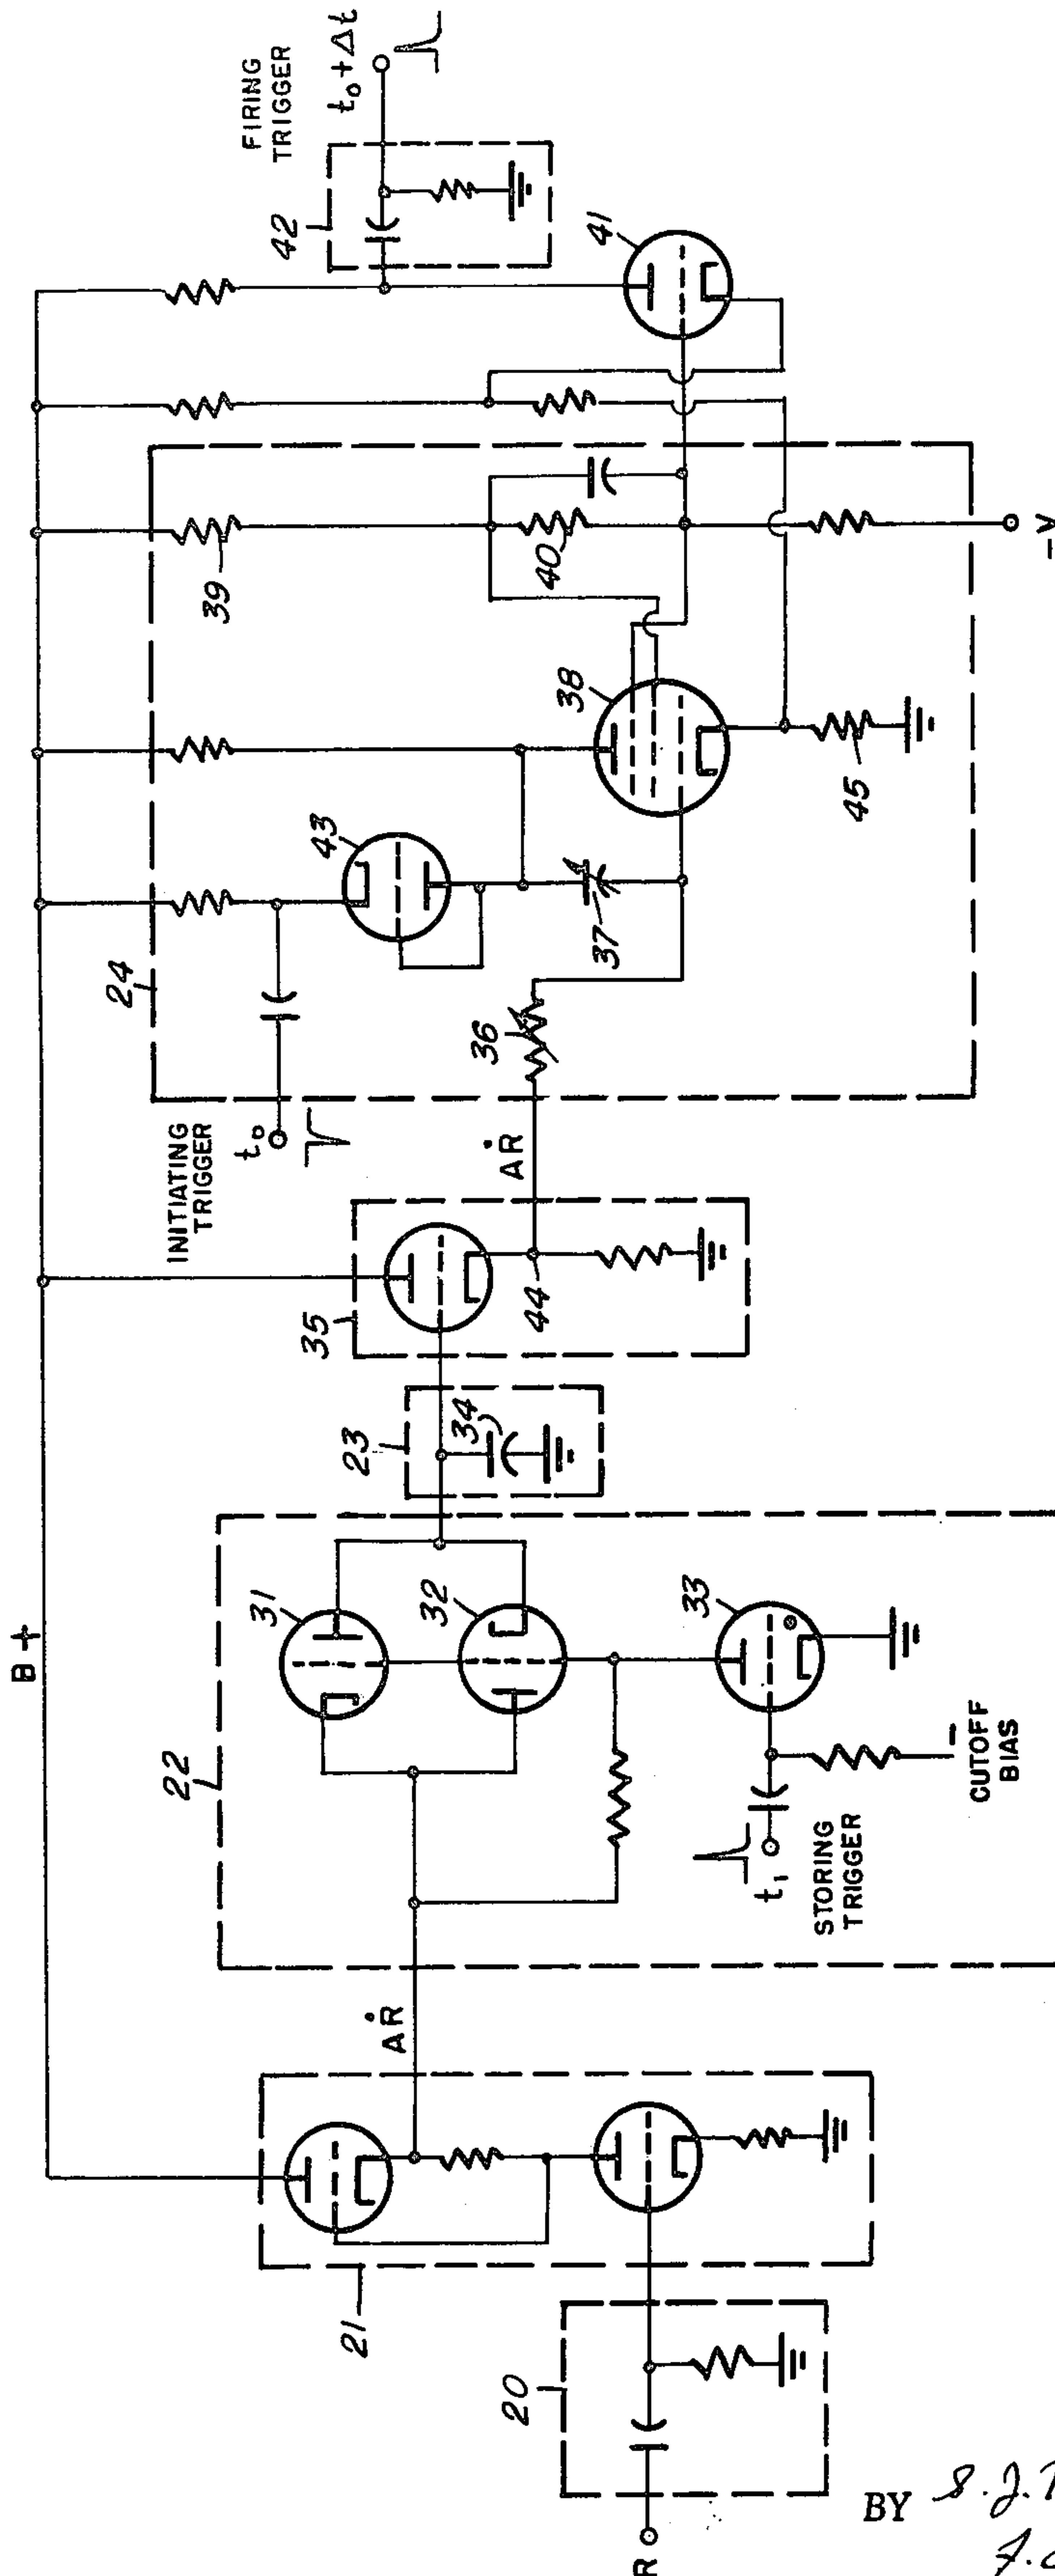 B +
FIRING
TRIGGER
t₀ + Δt
42
41
39
40
38
45
-V
43
37
24
36
INITIATING
TRIGGER
t₀
AṘ
35
44
23
34
31
32
33
22
CUTOFF
BIAS
t₁
STORING
TRIGGER
AṘ
21
20
R
BY